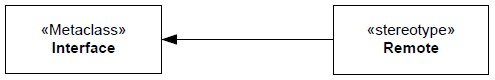 «Metaclass»
Interface
«stereotype»
Remote